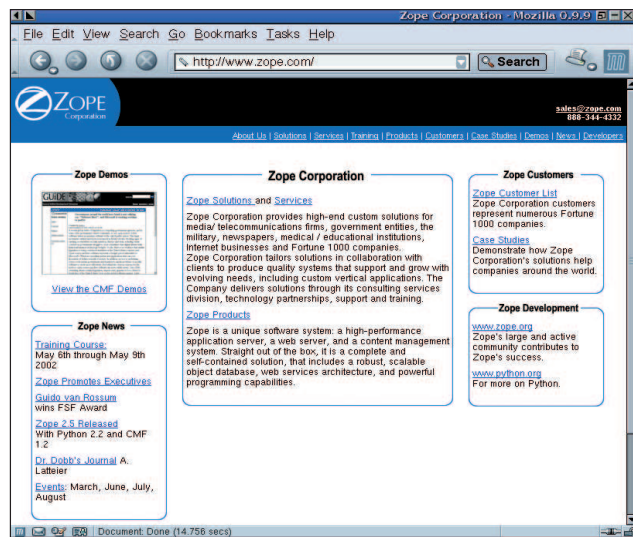 Zope Corporation - Mozilla 0.9.9
File Edit View Search Go Bookmarks Tasks Help
http://www.zope.com/
Search
ZOPE
Corporation
sales@zope.com
888-344-4332
About Us | Solutions | Services | Training | Products | Customers | Case Studies | Demos | News | Developers
Zope Demos
GUIDE
View the CMF Demos
Zope News
Training Course:
May 6th through May 9th
2002
Zope Promotes Executives
Guido van Rossum
wins FSF Award
Zope 2.5 Released
With Python 2.2 and CMF
1.2
Dr. Dobb's Journal A.
Latteier
Events: March, June, July,
August
Zope Corporation
Zope Solutions and Services
Zope Corporation provides high-end custom solutions for
media/ telecommunications firms, government entities, the
military, newspapers, medical / educational institutions,
Internet businesses and Fortune 1000 companies.
Zope Corporation tailors solutions in collaboration with
clients to produce quality systems that support and grow with
evolving needs, including custom vertical applications. The
Company delivers solutions through its consulting services
division, technology partnerships, support and training.
Zope Products
Zope is a unique software system: a high-performance
application server, a web server, and a content management
system. Straight out of the box, it is a complete and
self-contained solution, that includes a robust, scalable
object database, web services architecture, and powerful
programming capabilities.
Zope Customers
Zope Customer List
Zope Corporation customers
represent numerous Fortune
1000 companies.
Case Studies
Demonstrate how Zope
Corporation's solutions help
companies around the world.
Zope Development
www.zope.org
Zope's large and active
community contributes to
Zope's success.
www.python.org
For more on Python.
Document: Done (14.756 secs)